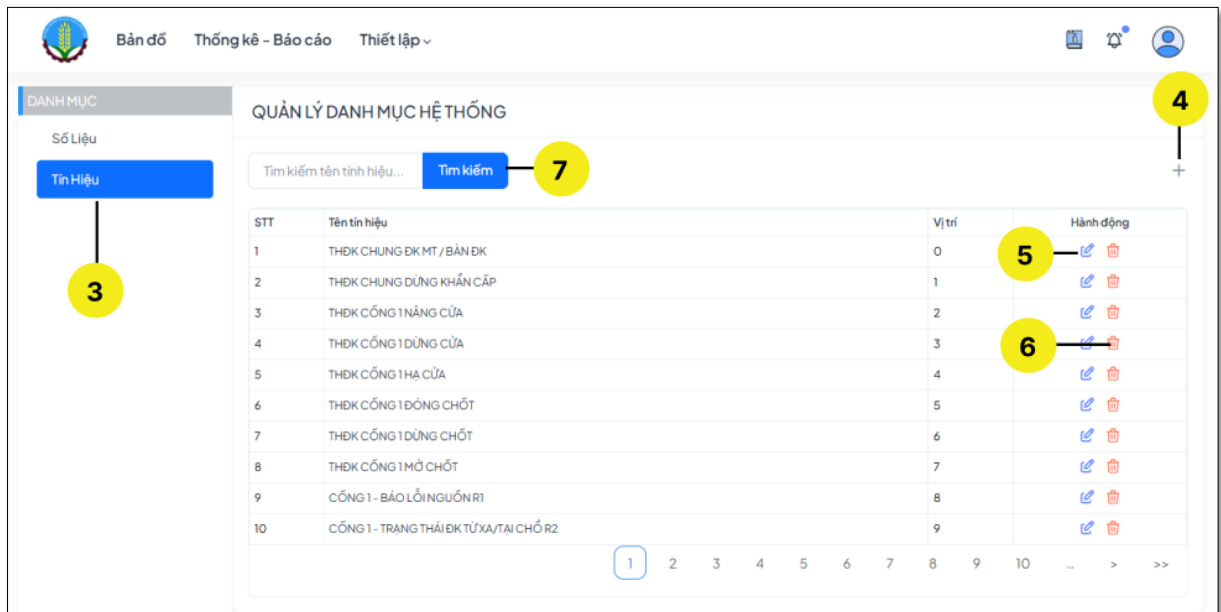 Bản đồ Thống kê - Báo cáo Thiết lập
DANH MỤC
4
QUẢN LÝ DANH MỤC HỆ THỐNG
Số Liệu
Tín Hiệu
Tìm kiếm tên tính hiệu... Tìm kiếm 7
STT Tên tín hiệu Vị trí Hành động
1 THĐK CHUNG ĐK MT / BÀN ĐK 0 5
2 THĐK CHUNG DỪNG KHẨN CẤP 1
3
3 THĐK CỐNG 1 NÂNG CỬA 2
4 THĐK CỐNG 1 DỪNG CỬA 3 6
5 THĐK CỐNG 1 HẠ CỬA 4
6 THĐK CỐNG 1 ĐÓNG CHỐT 5
7 THĐK CỐNG 1 DỪNG CHỐT 6
8 THĐK CỐNG 1 MỞ CHỐT 7
9 CỐNG 1 - BÁO LỖI NGUỒN R1 8
10 CỐNG 1 - TRẠNG THÁI ĐK TỪ XA/TẠI CHỔ R2 9
1 2 3 4 5 6 7 8 9 10 ... > >>